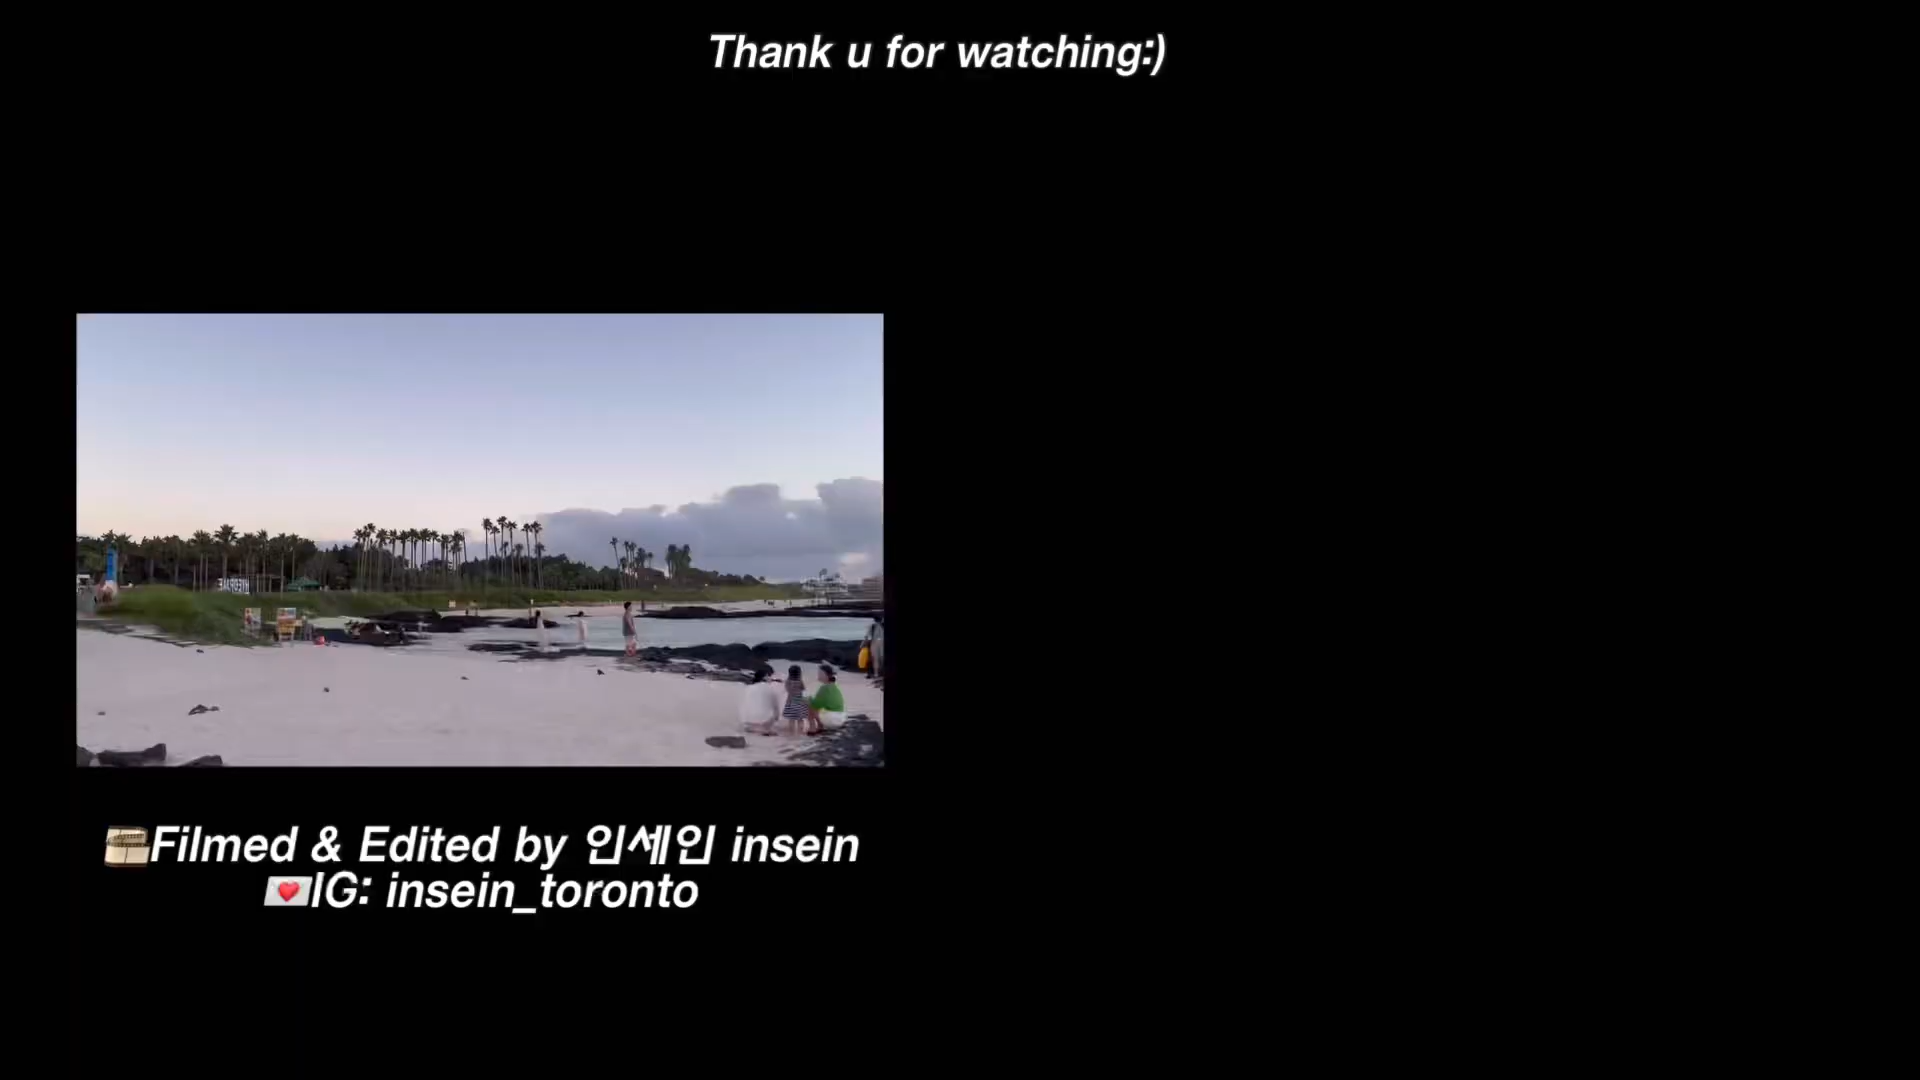 Thank u for watching:)
Filmed & Edited by 인세인 insein
IG: insein_toronto